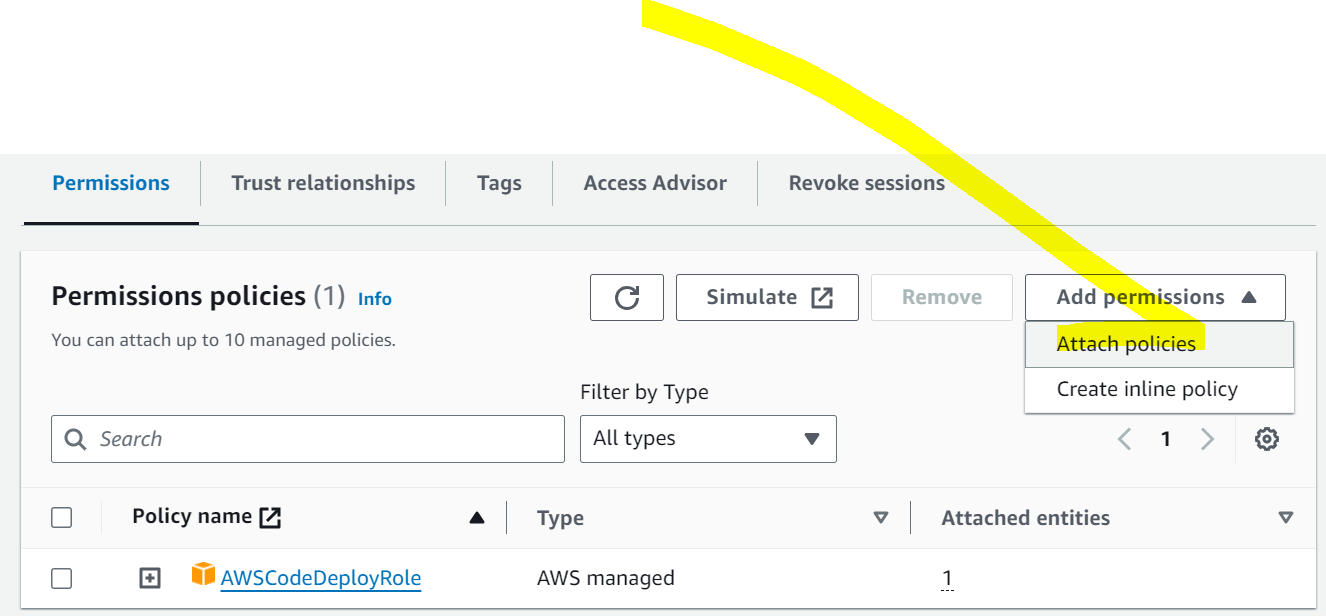 Permissions Trust relationships Tags Access Advisor Revoke sessions
Permissions policies (1) Info
Simulate Remove Add permissions
You can attach up to 10 managed policies.
Attach policies
Create inline policy
Filter by Type
Search All types 1
Policy name Type Attached entities
AWSCodeDeployRole AWS managed 1